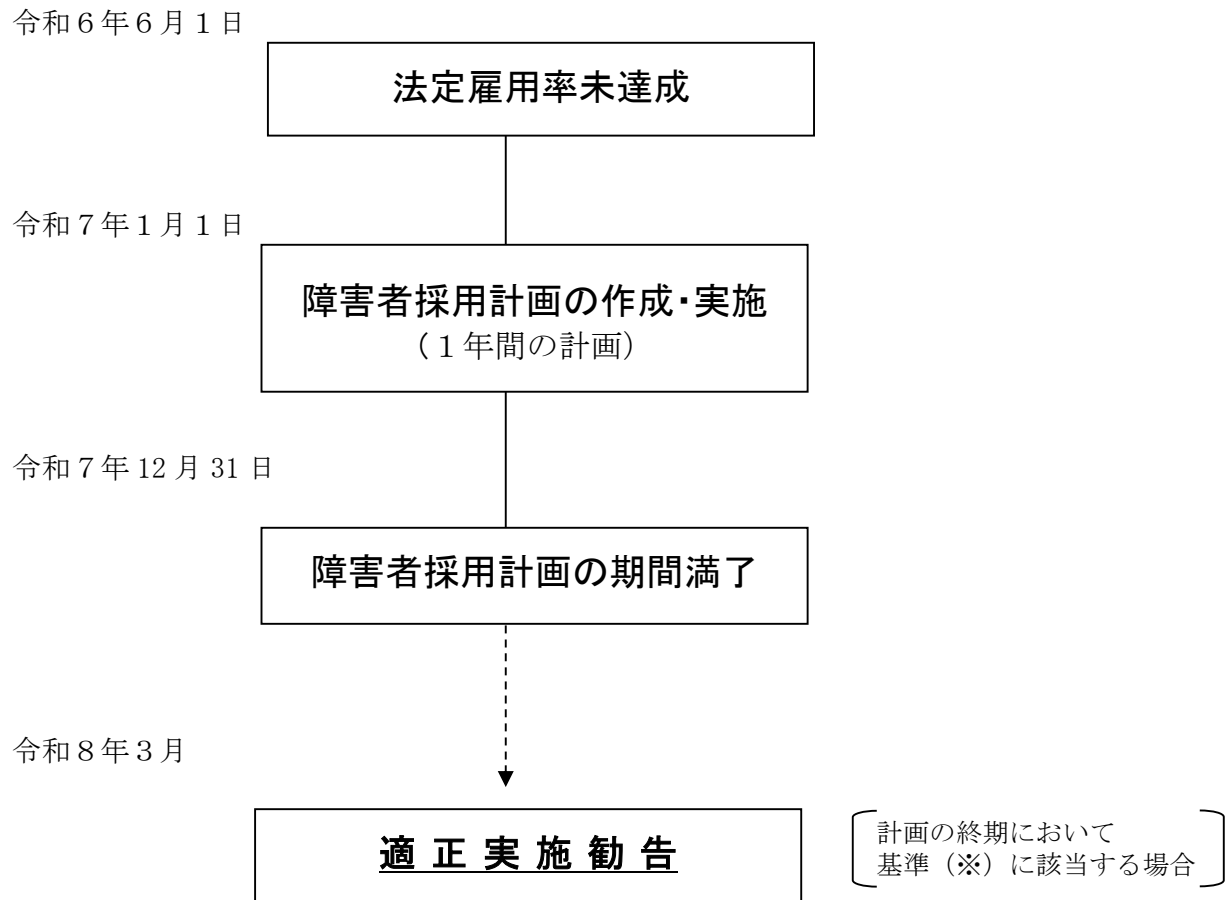 令和６年６月１日
法定雇用率未達成
令和７年１月１日
障害者採用計画の作成・実施
（１年間の計画）
令和７年 12 月 31 日
障害者採用計画の期間満了
令和８年３月
適 正 実 施 勧 告
計画の終期において
基準（※）に該当する場合